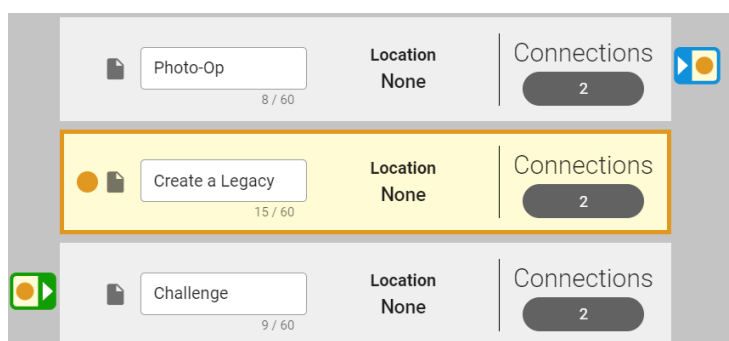 Photo-Op
8 / 60
Location
None
Connections
2
Create a Legacy
15 / 60
Location
None
Connections
2
Challenge
9 / 60
Location
None
Connections
2